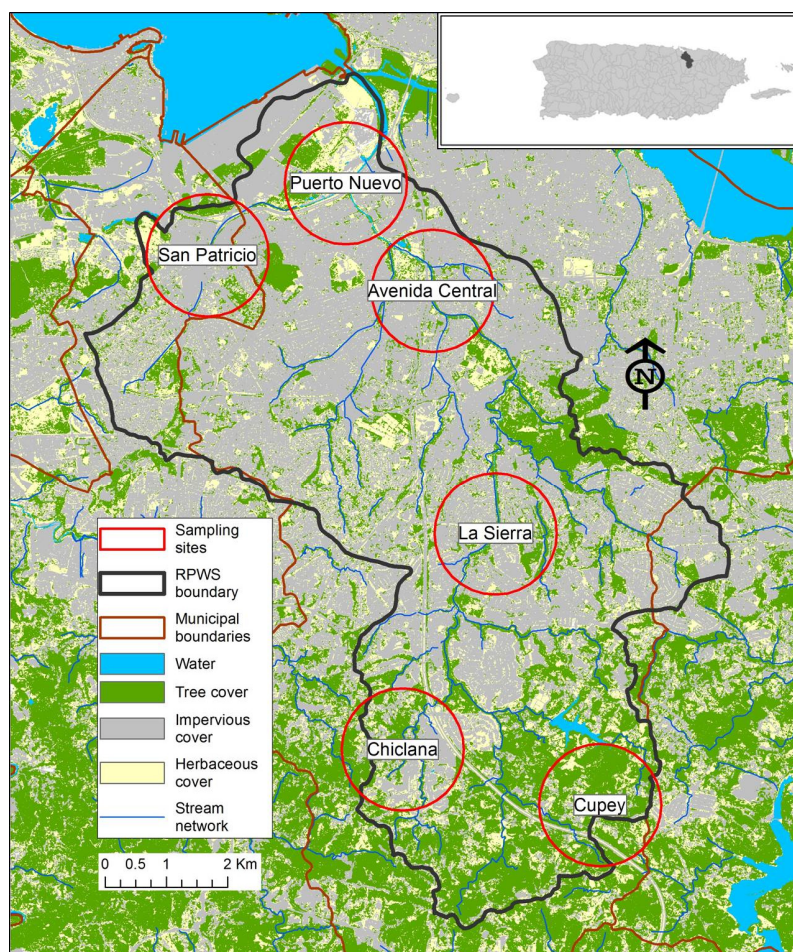 Puerto Nuevo
San Patricio
Avenida Central
N
La Sierra
Sampling
sites
RPWS
boundary
Municipal
boundaries
Water
Tree cover
Impervious
cover
Herbaceous
cover
Stream
network
Chiclana
Cupey
0 0.5 1 2 Km